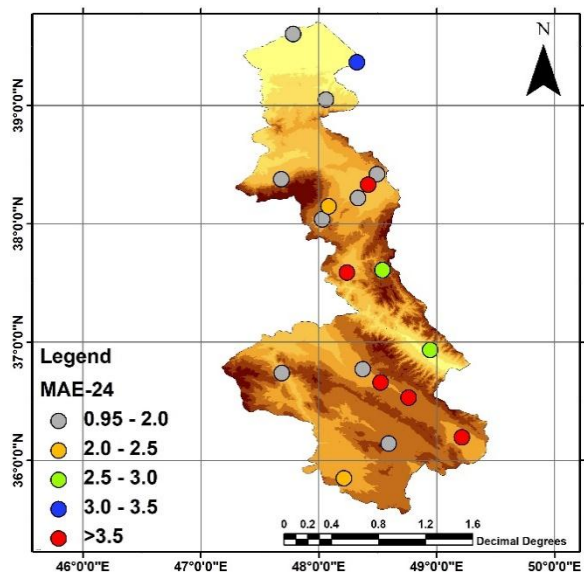 N
39°0'0"N
38°0'0"N
37°0'0"N
36°0'0"N
Legend
MAE-24
0.95 - 2.0
2.0 - 2.5
2.5 - 3.0
3.0 - 3.5
>3.5
0 0.2 0.4 0.8 1.2 1.6
Decimal Degrees
46°0'0"E 47°0'0"E 48°0'0"E 49°0'0"E 50°0'0"E